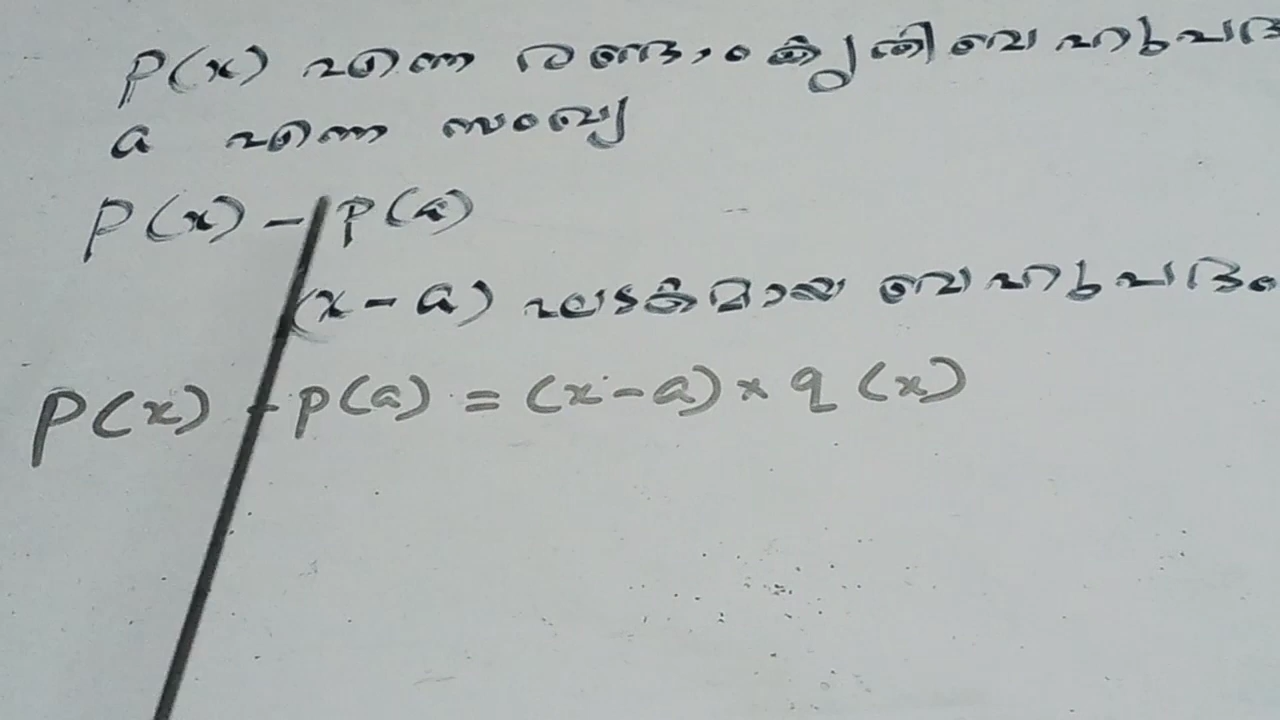 P(x) എന്ന രണ്ടാംകൃതി ബഹുപദ
a എന്ന സംഖ്യ
P(x) - P(a)
(x-a) ഘടകമായ ബഹുപദം
P(x) - P(a) = (x-a) × q(x)